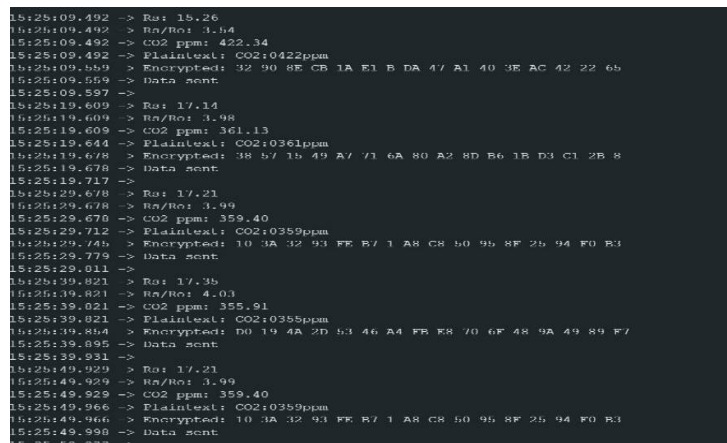 15:25:09.492 -> Rs: 15.26
15:25:09.492 -> Rs/Ro: 3.54
15:25:09.492 -> CO2 ppm: 422.34
15:25:09.492 -> Plaintext: CO2:0422ppm
15:25:09.559 -> Encrypted: 32 90 8E CB 1A E1 B DA 47 A1 40 3E AC 42 22 65
15:25:09.559 -> Data sent
15:25:09.597 ->
15:25:19.609 -> Rs: 17.14
15:25:19.609 -> Rs/Ro: 3.98
15:25:19.609 -> CO2 ppm: 361.13
15:25:19.644 -> Plaintext: CO2:0361ppm
15:25:19.678 -> Encrypted: 38 57 15 49 A7 71 6A 80 A2 8D B6 1B D3 C1 2B 8
15:25:19.678 -> Data sent
15:25:19.717 ->
15:25:29.678 -> Rs: 17.21
15:25:29.678 -> Rs/Ro: 3.99
15:25:29.678 -> CO2 ppm: 359.40
15:25:29.712 -> Plaintext: CO2:0359ppm
15:25:29.745 -> Encrypted: 10 3A 32 93 FE B7 1 A8 C8 50 95 8F 25 94 F0 B3
15:25:29.779 -> Data sent
15:25:29.811 ->
15:25:39.821 -> Rs: 17.35
15:25:39.821 -> Rs/Ro: 4.03
15:25:39.821 -> CO2 ppm: 355.91
15:25:39.821 -> Plaintext: CO2:0355ppm
15:25:39.854 -> Encrypted: D0 19 4A 2D 53 46 A4 FB E8 70 6F 48 9A 49 89 F7
15:25:39.895 -> Data sent
15:25:39.931 ->
15:25:49.929 -> Rs: 17.21
15:25:49.929 -> Rs/Ro: 3.99
15:25:49.929 -> CO2 ppm: 359.40
15:25:49.966 -> Plaintext: CO2:0359ppm
15:25:49.966 -> Encrypted: 10 3A 32 93 FE B7 1 A8 C8 50 95 8F 25 94 F0 B3
15:25:49.998 -> Data sent